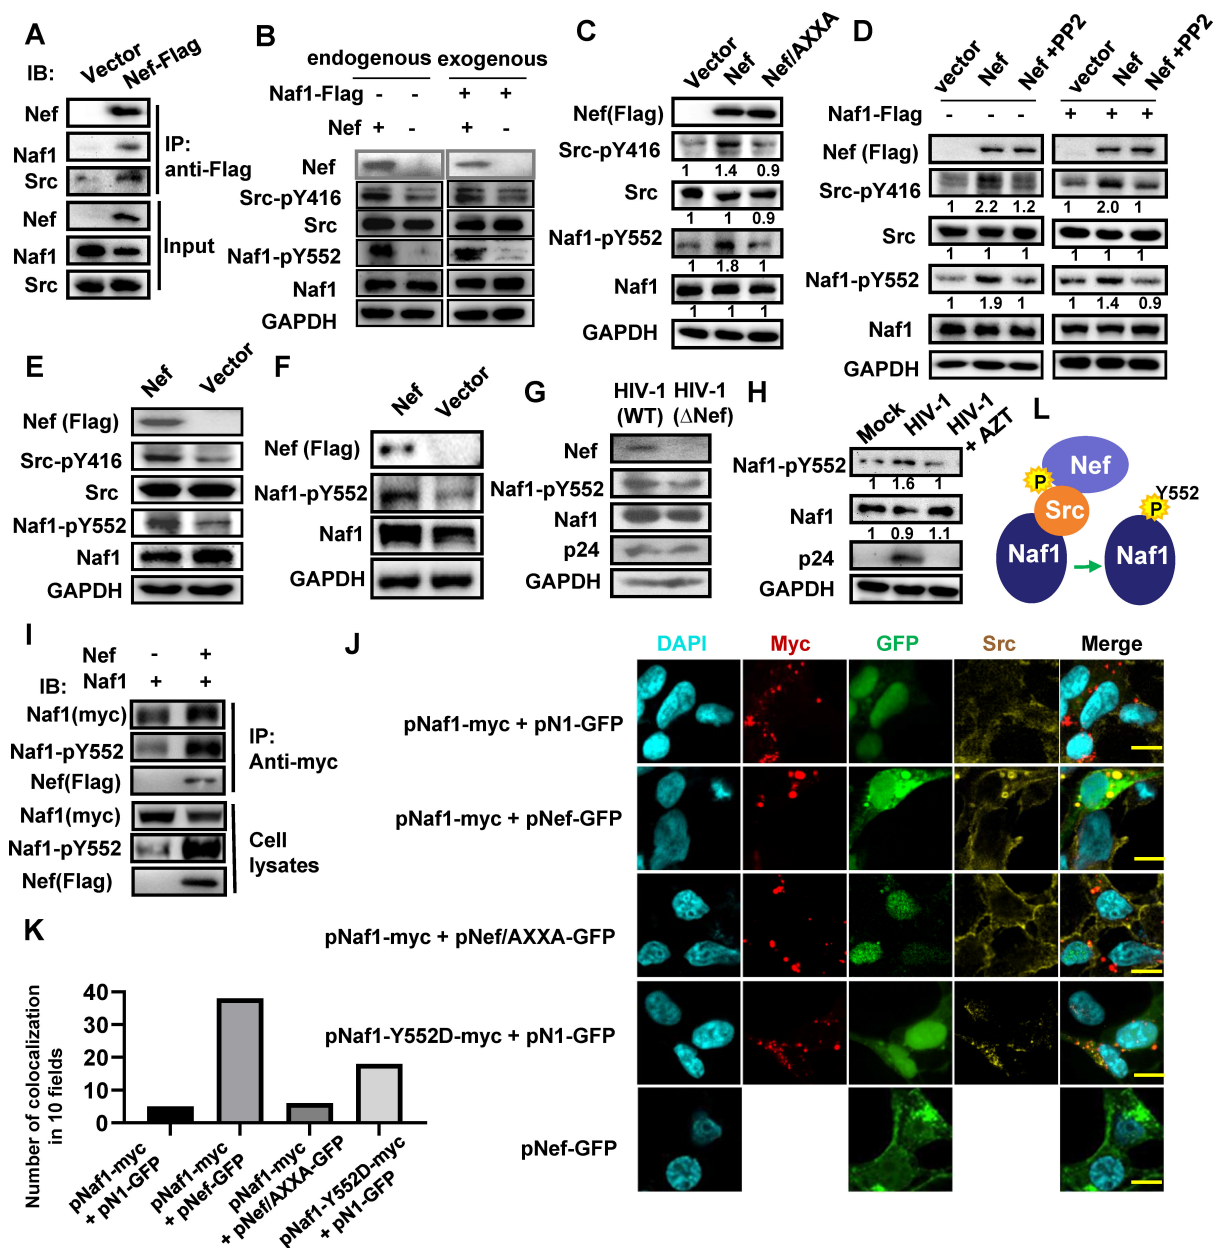 A
IB:
Vector
Nef-Flag
Nef
Naf1
Src
IP:
anti-Flag
Nef
Naf1
Src
Input
B
endogenous exogenous
Naf1-Flag - - + +
Nef + - + -
Nef
Src-pY416
Src
Naf1-pY552
Naf1
GAPDH
C
Vector
Nef
Nef/AXXA
Nef(Flag)
Src-pY416
1 1.4 0.9
Src
1 1 0.9
Naf1-pY552
1 1.8 1
Naf1
1 1 1
GAPDH
D
vector
Nef
Nef +PP2
vector
Nef
Nef +PP2
Naf1-Flag - - - + + +
Nef (Flag)
Src-pY416
1 2.2 1.2 1 2.0 1
Src
1 1 1 1 1 1
Naf1-pY552
1 1.9 1 1 1.4 0.9
Naf1
GAPDH
E
Nef
Vector
Nef (Flag)
Src-pY416
Src
Naf1-pY552
Naf1
GAPDH
F
Nef
Vector
Nef (Flag)
Naf1-pY552
Naf1
GAPDH
G
HIV-1 HIV-1
(WT) (ΔNef)
Nef
Naf1-pY552
Naf1
p24
GAPDH
H
Mock
HIV-1
HIV-1
+ AZT
Naf1-pY552
1 1.6 1
Naf1
1 0.9 1.1
p24
GAPDH
L
Nef
P
Src
Naf1
Y552
P
Naf1
I
Nef - +
IB: Naf1 + +
Naf1(myc)
Naf1-pY552
Nef(Flag)
IP:
Anti-myc
Naf1(myc)
Naf1-pY552
Nef(Flag)
Cell
lysates
J
DAPI Myc GFP Src Merge
pNaf1-myc + pN1-GFP
pNaf1-myc + pNef-GFP
pNaf1-myc + pNef/AXXA-GFP
pNaf1-Y552D-myc + pN1-GFP
pNef-GFP
K
Number of colocalization
in 10 fields
40
30
20
10
0
pNaf1-myc
+ pN1-GFP
pNaf1-myc
+ pNef-GFP
pNaf1-myc
+ pNef/AXXA-GFP
pNaf1-Y552D-myc
+ pN1-GFP